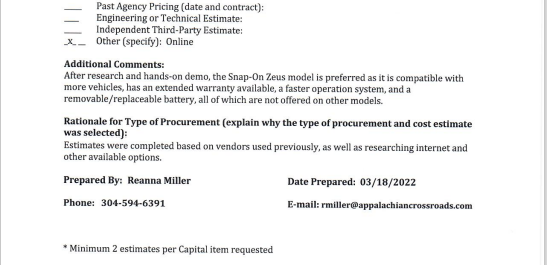 ___ Past Agency Pricing (date and contract):
___ Engineering or Technical Estimate:
___ Independent Third-Party Estimate:
_X_ _ Other (specify): Online
Additional Comments:
After research and hands-on demo, the Snap-On Zeus model is preferred as it is compatible with
more vehicles, has an extended warranty available, a faster operation system, and a
removable/replaceable battery, all of which are not offered on other models.
Rationale for Type of Procurement (explain why the type of procurement and cost estimate
was selected):
Estimates were completed based on vendors used previously, as well as researching internet and
other available options.
Prepared By: Reanna Miller Date Prepared: 03/18/2022
Phone: 304-594-6391 E-mail: rmiller@appalachiancrossroads.com
* Minimum 2 estimates per Capital item requested